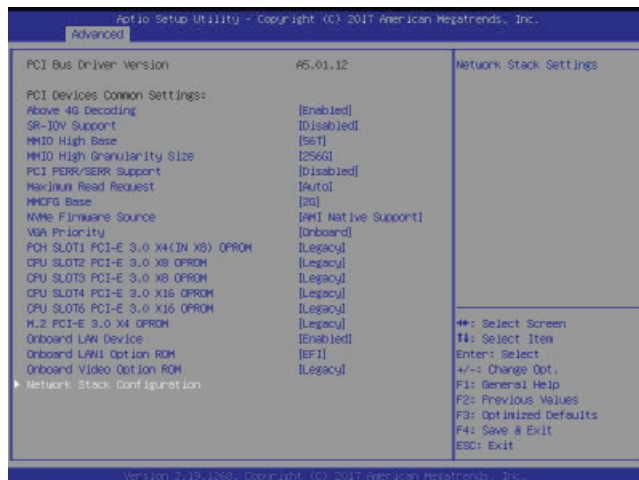 Aptio Setup Utility - Copyright (C) 2017 American Megatrends, Inc.
Advanced
PCI Bus Driver Version A5.01.12
PCI Devices Common Settings:
Above 4G Decoding [Enabled]
SR-IOV Support [Disabled]
MMIO High Base [56T]
MMIO High Granularity Size [256G]
PCI PERR/SERR Support [Disabled]
Maximum Read Request [Auto]
MMCFG Base [2G]
NVMe Firmware Source [AMI Native Support]
VGA Priority [Onboard]
PCH SLOT1 PCI-E 3.0 X4(IN X8) OPROM [Legacy]
CPU SLOT2 PCI-E 3.0 X8 OPROM [Legacy]
CPU SLOT3 PCI-E 3.0 X8 OPROM [Legacy]
CPU SLOT4 PCI-E 3.0 X16 OPROM [Legacy]
CPU SLOT6 PCI-E 3.0 X16 OPROM [Legacy]
M.2 PCI-E 3.0 X4 OPROM [Legacy]
Onboard LAN Device [Enabled]
Onboard LAN1 Option ROM [EFI]
Onboard Video Option ROM [Legacy]
Network Stack Configuration
Network Stack Settings
↔: Select Screen
↑↓: Select Item
Enter: Select
+/-: Change Opt.
F1: General Help
F2: Previous Values
F3: Optimized Defaults
F4: Save & Exit
ESC: Exit
Version 2.19.1268. Copyright (C) 2017 American Megatrends, Inc.